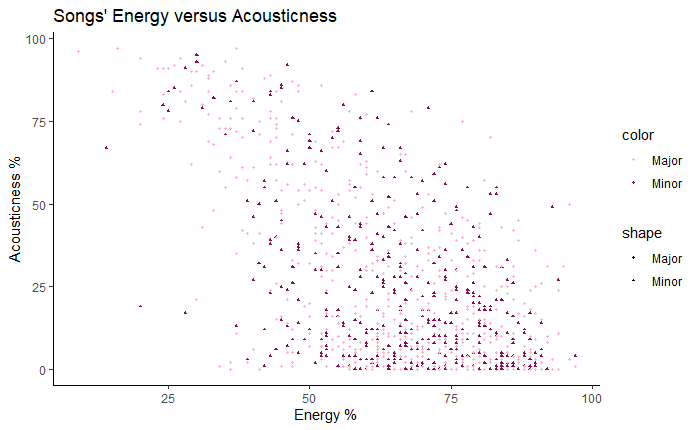 Songs' Energy versus Acousticness
100
75
50
25
0
Acousticness %
25 50 75 100
Energy %
color
Major
Minor
shape
Major
Minor